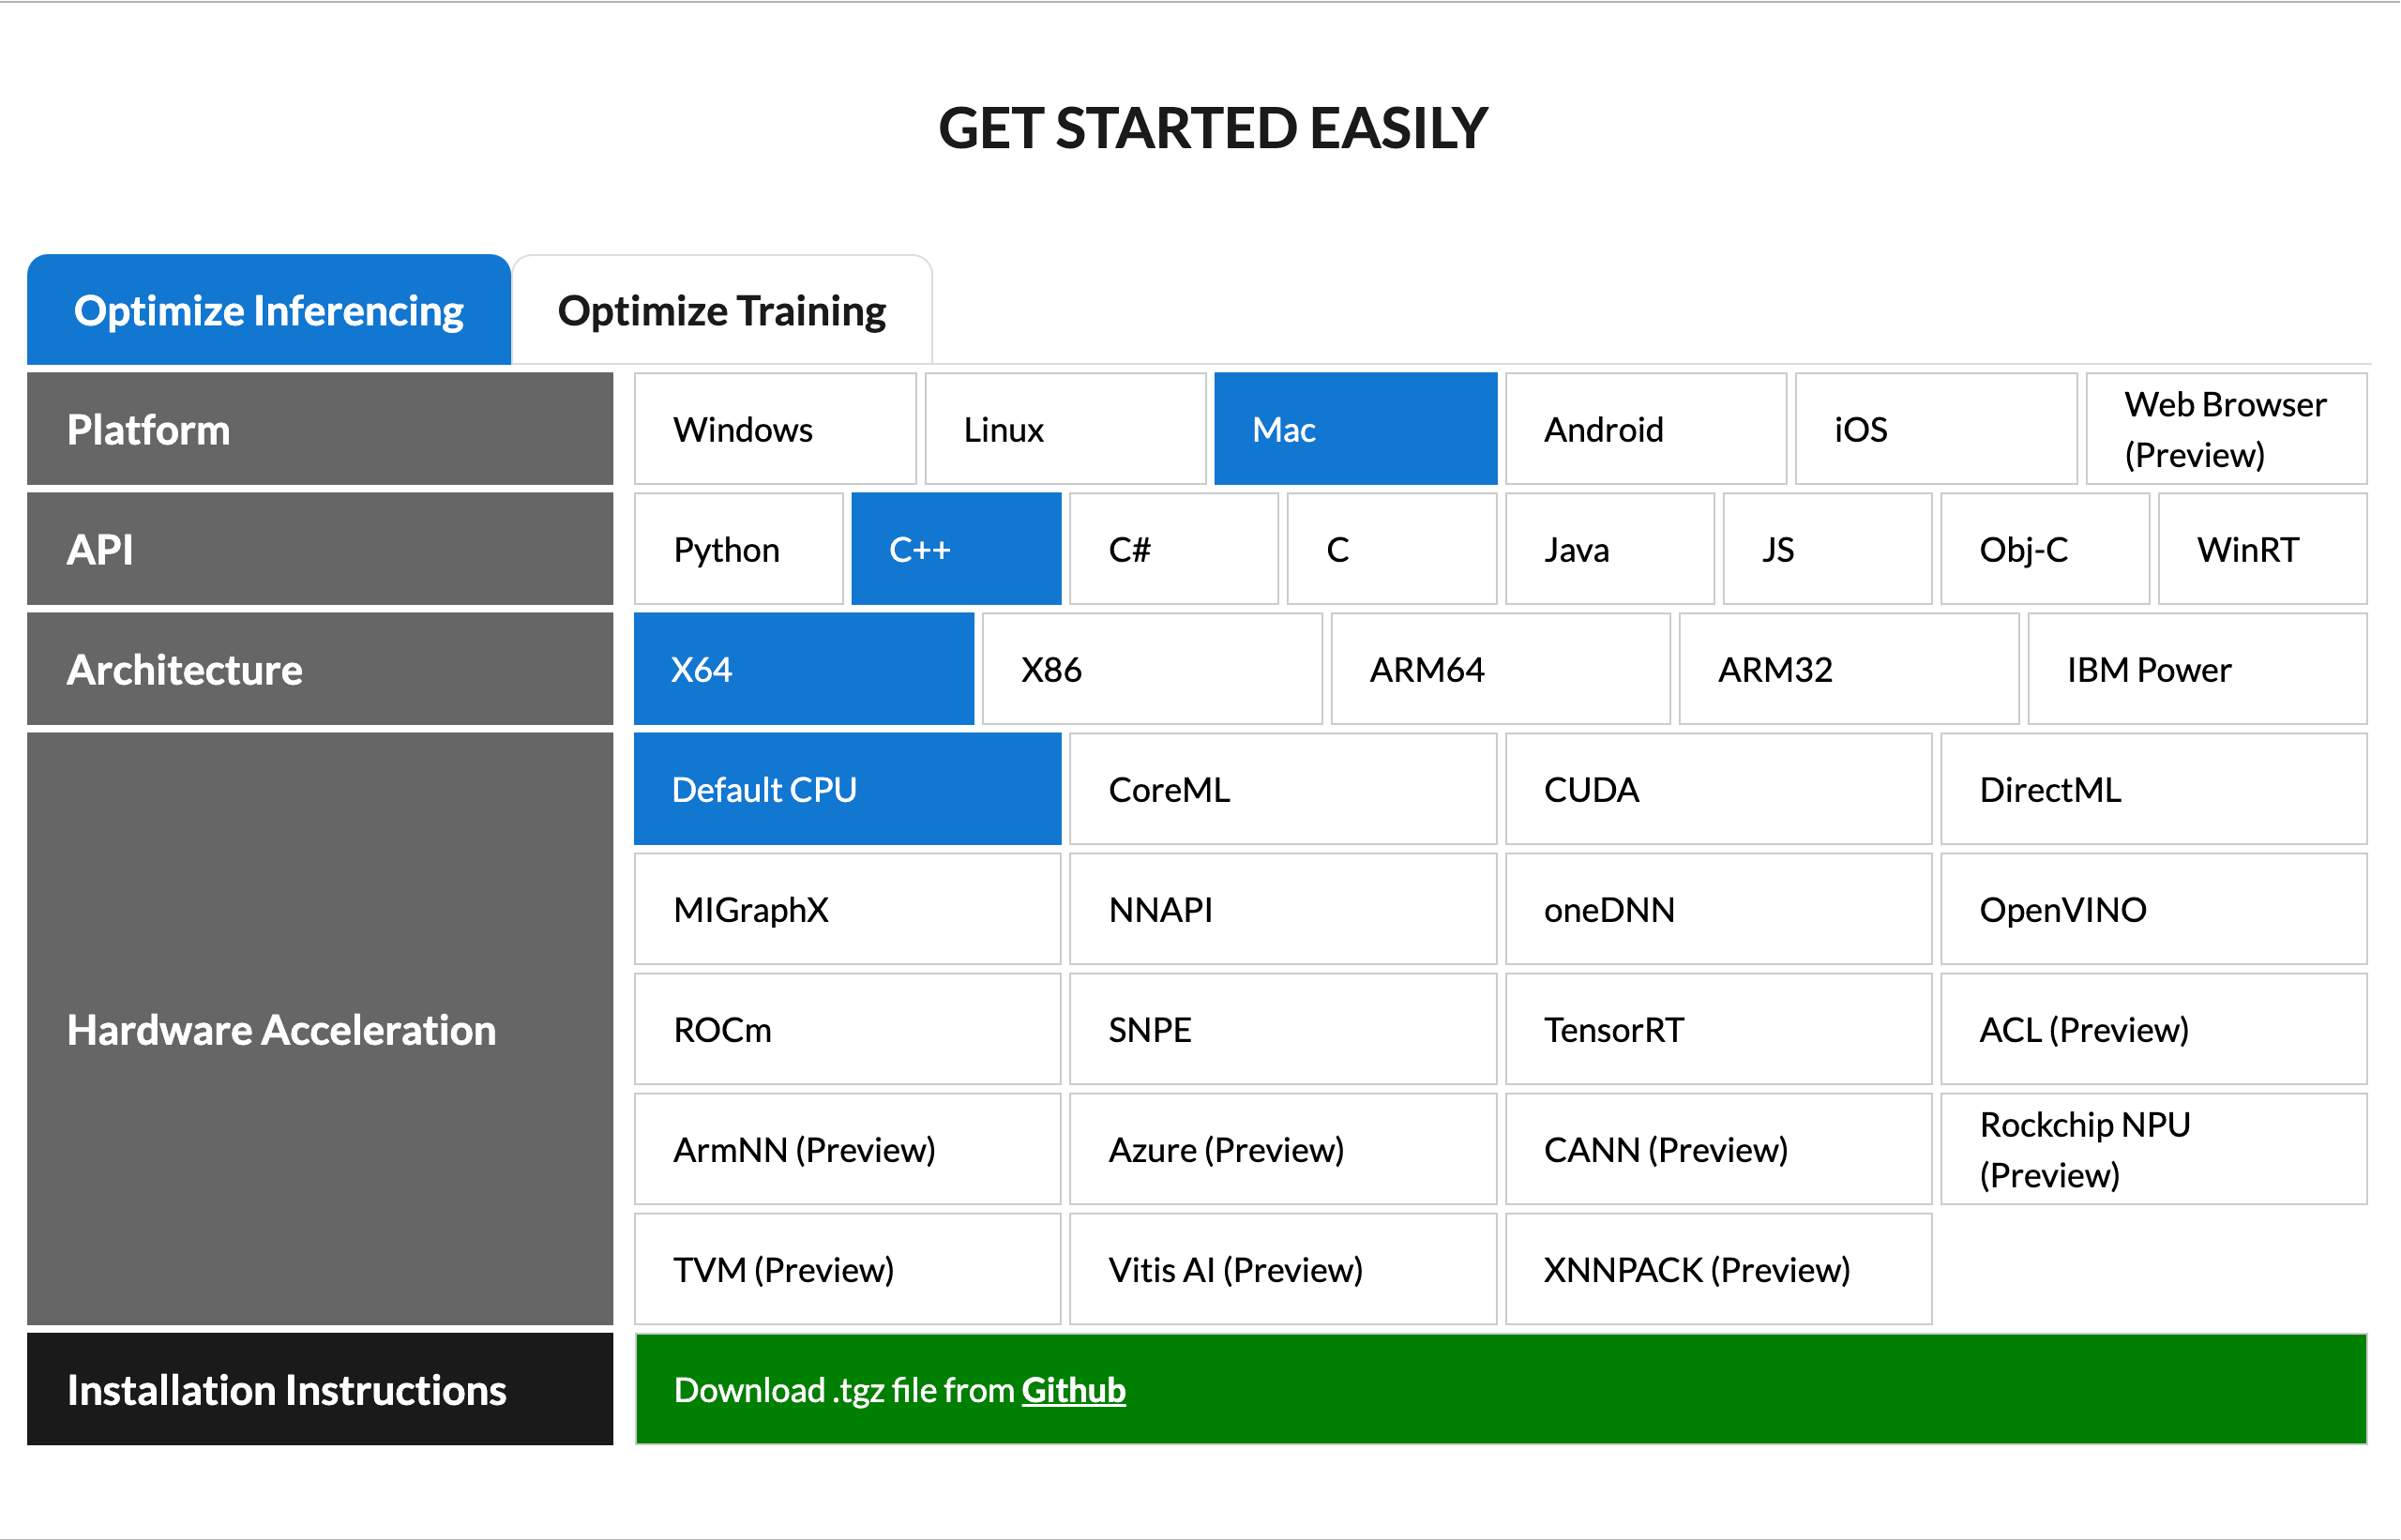 GET STARTED EASILY
Optimize Inferencing
Optimize Training
Platform
Windows
Linux
Mac
Android
iOS
Web Browser
(Preview)
API
Python
C++
C#
C
Java
JS
Obj-C
WinRT
Architecture
X64
X86
ARM64
ARM32
IBM Power
Hardware Acceleration
Default CPU
CoreML
CUDA
DirectML
MIGraphX
NNAPI
oneDNN
OpenVINO
ROCm
SNPE
TensorRT
ACL (Preview)
ArmNN (Preview)
Azure (Preview)
CANN (Preview)
Rockchip NPU
(Preview)
TVM (Preview)
Vitis AI (Preview)
XNNPACK (Preview)
Installation Instructions
Download .tgz file from Github